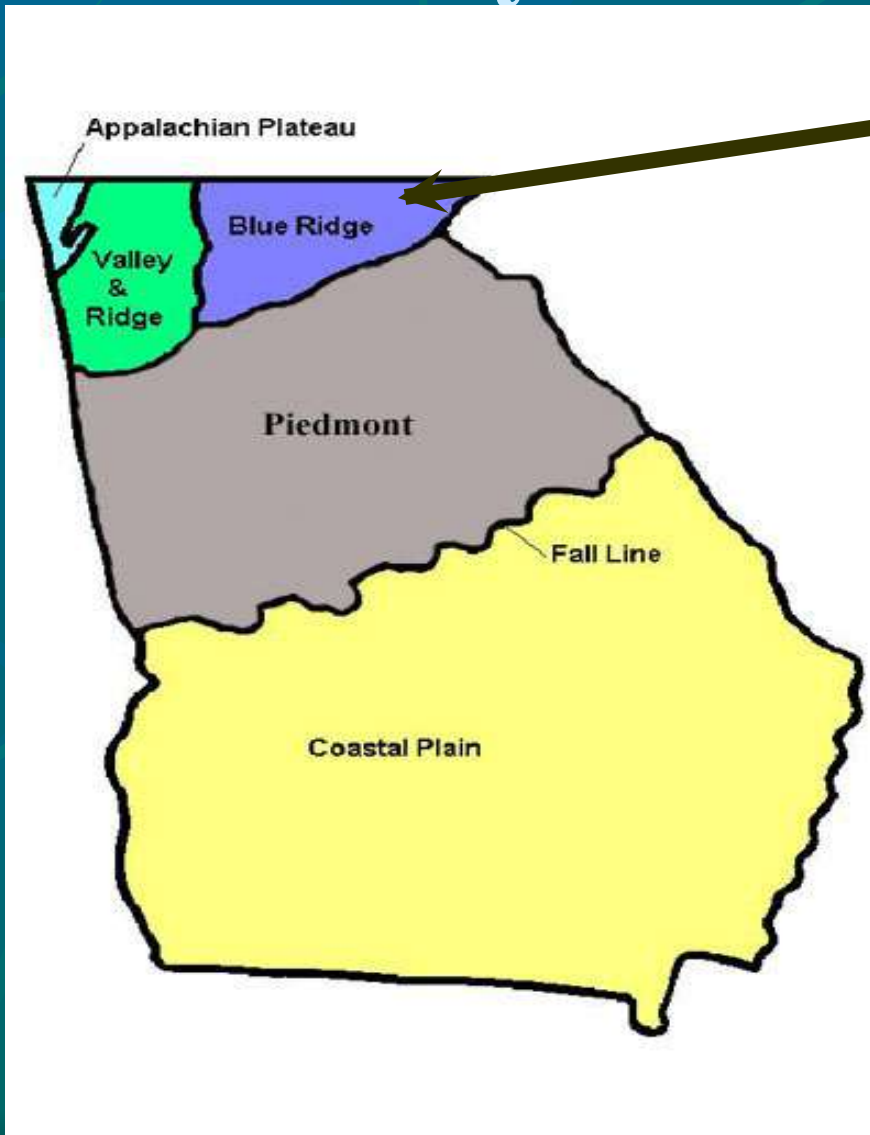 Appalachian Plateau
Blue Ridge
Valley
&
Ridge
Piedmont
Fall Line
Coastal Plain